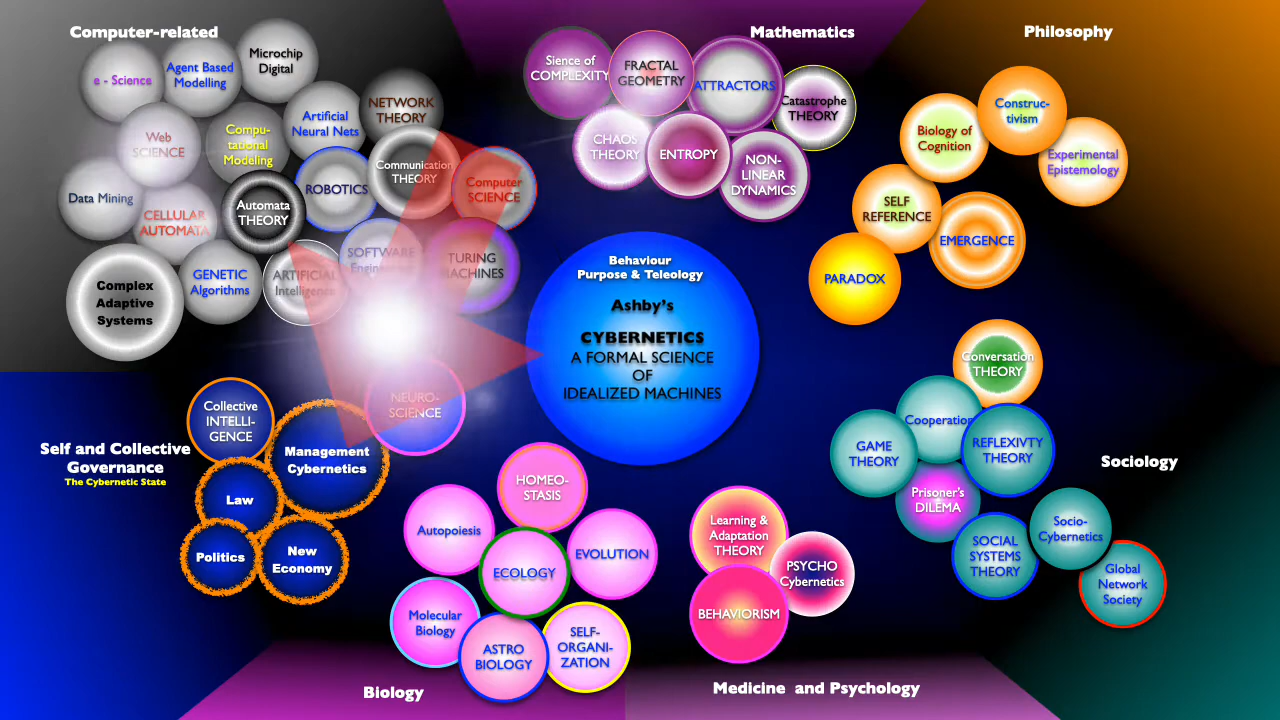 Computer-related
e - Science
Agent Based
Modelling
Microchip
Digital
Web
SCIENCE
Compu-
tautional
Modeling
Artificial
Neural Nets
NETWORK
THEORY
Data Mining
CELLULAR
AUTOMATA
Automata
THEORY
ROBOTICS
Communication
THEORY
Computer
SCIENCE
Complex
Adaptive
Systems
GENETIC
Algorithms
ARTIFICIAL
Intelligence
SOFTWARE
Engineering
TURING
MACHINES
Mathematics
Sience of
COMPLEXITY
FRACTAL
GEOMETRY
ATTRACTORS
Catastrophe
THEORY
CHAOS
THEORY
ENTROPY
NON-
LINEAR
DYNAMICS
Philosophy
Biology of
Cognition
Construc-
tivism
Experimental
Epistemology
SELF
REFERENCE
EMERGENCE
PARADOX
Behaviour
Purpose & Teleology
Ashby's
CYBERNETICS
A FORMAL SCIENCE
OF
IDEALIZED MACHINES
Self and Collective
Governance
The Cybernetic State
Collective
INTELLI-
GENCE
Management
Cybernetics
Law
Politics
New
Economy
NEURO-
SCIENCE
HOMEO-
STASIS
Autopoiesis
ECOLOGY
EVOLUTION
Molecular
Biology
ASTRO
BIOLOGY
SELF-
ORGANI-
ZATION
Biology
Learning &
Adaptation
THEORY
PSYCHO
Cybernetics
BEHAVIORISM
Medicine and Psychology
Conversation
THEORY
Cooperation
GAME
THEORY
REFLEXIVTY
THEORY
Prisoner's
DILEMA
SOCIAL
SYSTEMS
THEORY
Socio-
Cybernetics
Global
Network
Society
Sociology